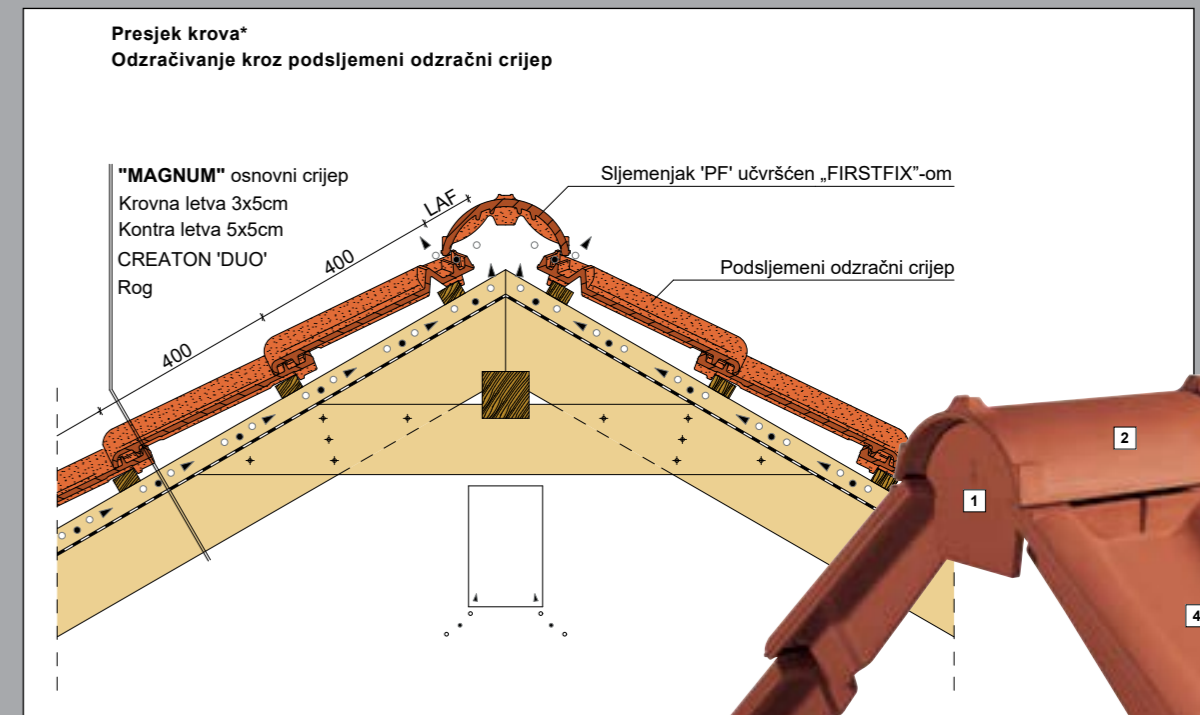 Presjek krova*
Odzračivanje kroz podsljemeni odzračni crijep
"MAGNUM" osnovni crijep
Krovna letva 3x5cm
Kontra letva 5x5cm
CREATON 'DUO'
Rog
LAF
400
400
Sljemenjak 'PF' učvršćen „FIRSTFIX”-om
Podsljemeni odzračni crijep
1
2
4